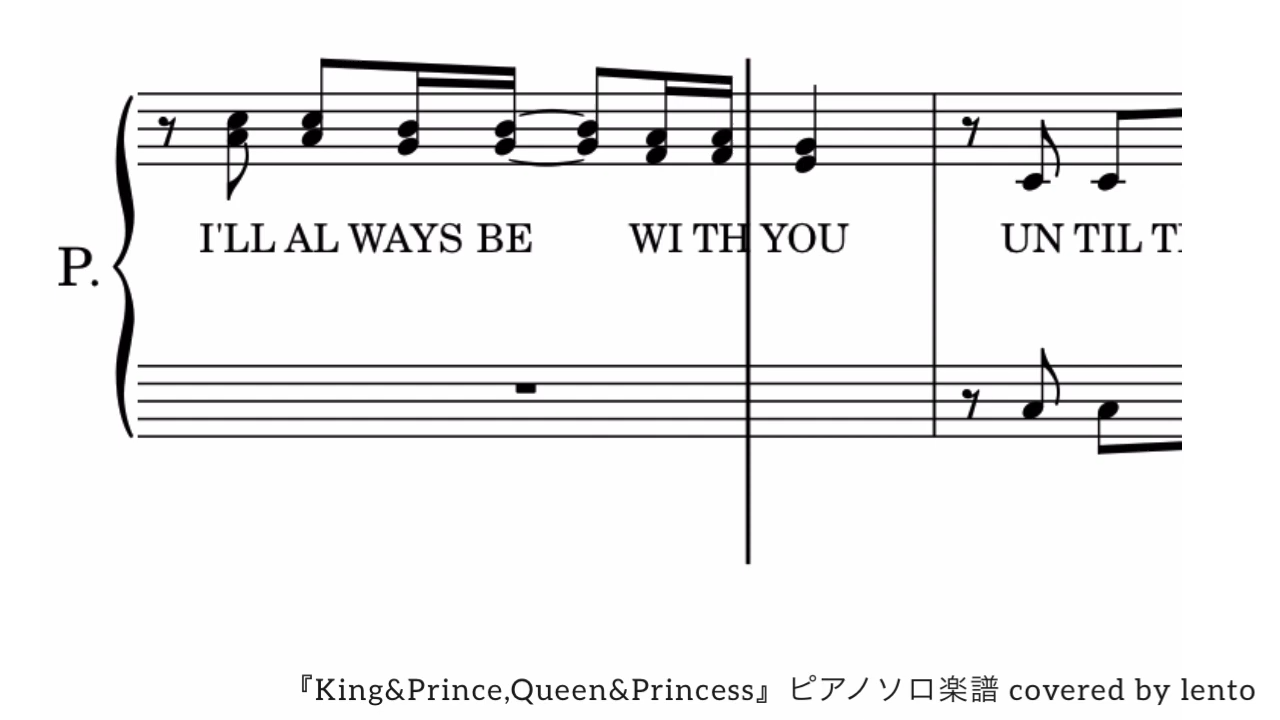 I'LL AL WAYS BE WI TH YOU UN TIL
P.
『King&Prince,Queen&Princess』ピアノソロ楽譜 covered by lento